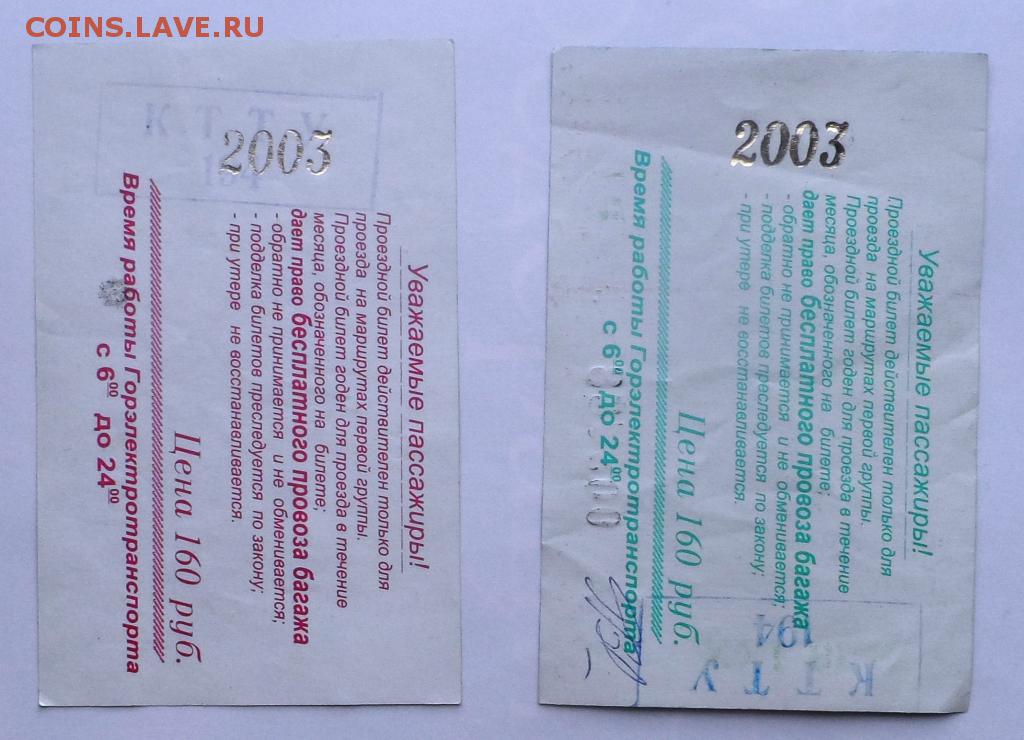 COINS.LAVE.RU
2003
Уважаемые пассажиры!
Проездной билет действителен только для
проезда на маршрутах первой группы.
Проездной билет годен для проезда в течение
месяца, обозначенного на билете;
дает право бесплатного провоза багажа
- обратно не принимается и не обменивается;
- подделка билетов преследуется по закону;
- при утере не восстанавливается.
Цена 160 руб.
Время работы Горэлектротранспорта
с 6⁰⁰ до 24⁰⁰
2003
Уважаемые пассажиры!
Проездной билет действителен только для
проезда на маршрутах первой группы.
Проездной билет годен для проезда в течение
месяца, обозначенного на билете;
дает право бесплатного провоза багажа
- обратно не принимается и не обменивается;
- подделка билетов преследуется по закону;
- при утере не восстанавливается.
Цена 160 руб.
Время работы Горэлектротранспорта
с 6⁰⁰ до 24⁰⁰
194
К Т Т У